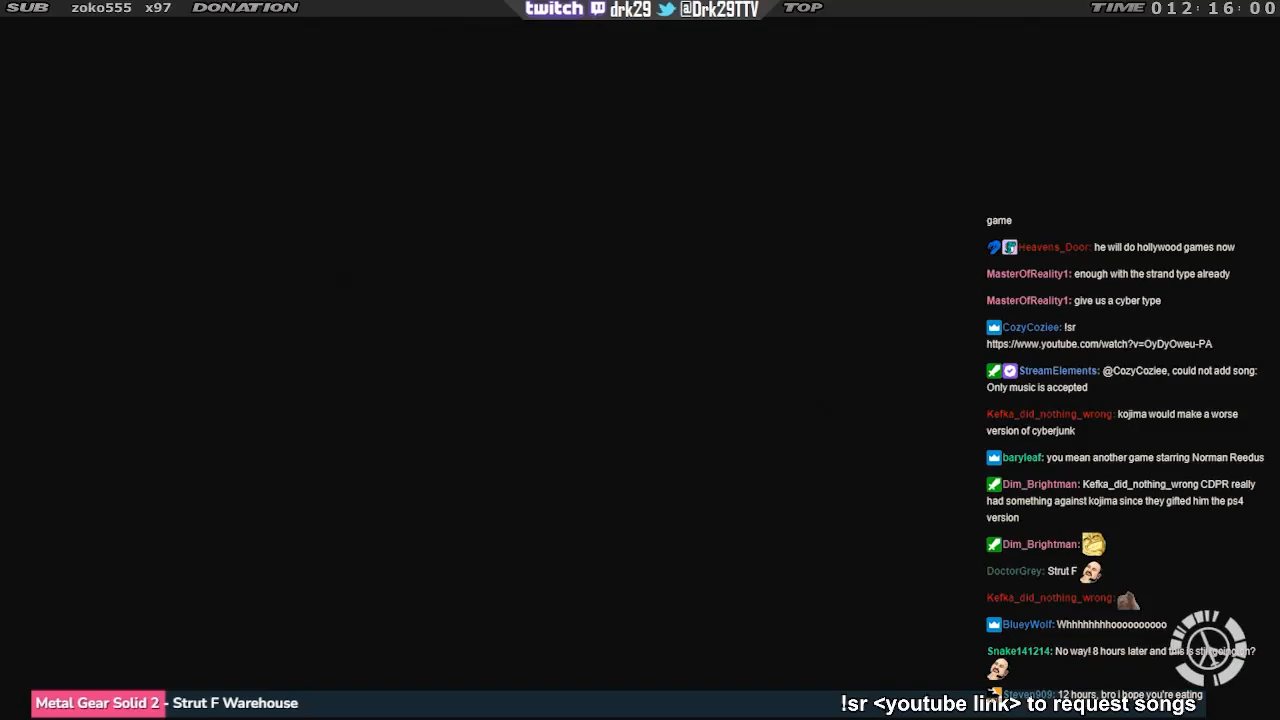 SUB zoko555 x97 DONATION twitch drk29 @Drk29TTV TOP TIME 012:16:00
game
Heavens_Door: he will do hollywood games now
MasterOfReality1: enough with the strand type already
MasterOfReality1: give us a cyber type
CozyCoziee: !sr
https://www.youtube.com/watch?v=OyDyOweu-PA
StreamElements: @CozyCoziee, could not add song:
Only music is accepted
Kefka_did_nothing_wrong: kojima would make a worse
version of cyberjunk
baryleaf: you mean another game starring Norman Reedus
Dim_Brightman: Kefka_did_nothing_wrong CDPR really
had something against kojima since they gifted him the ps4
version
Dim_Brightman:
DoctorGrey: Strut F
Kefka_did_nothing_wrong:
BlueyWolf: Whhhhhhhhoooooooooo
Snake141214: No way! 8 hours later and this is still going on?
Steven909: 12 hours, bro i hope you're eating
Metal Gear Solid 2 - Strut F Warehouse
!sr <youtube link> to request songs